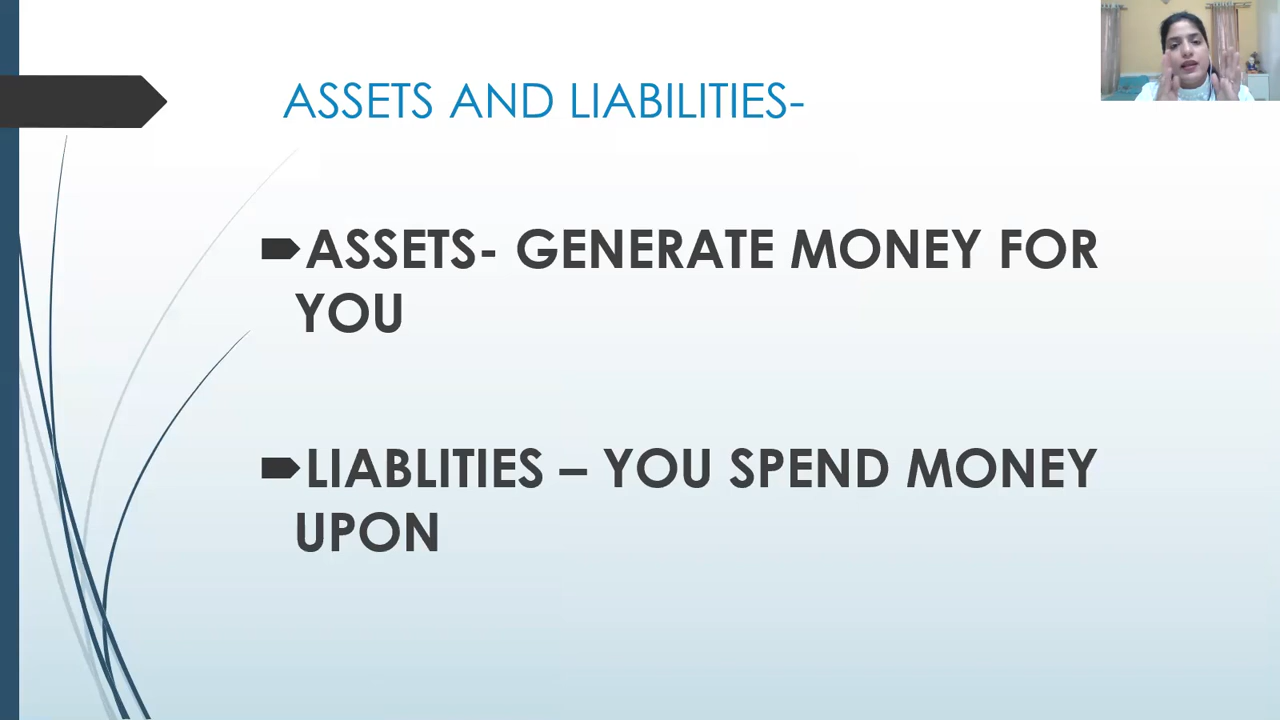 ASSETS AND LIABILITIES-
ASSETS- GENERATE MONEY FOR
YOU
LIABLITIES – YOU SPEND MONEY
UPON